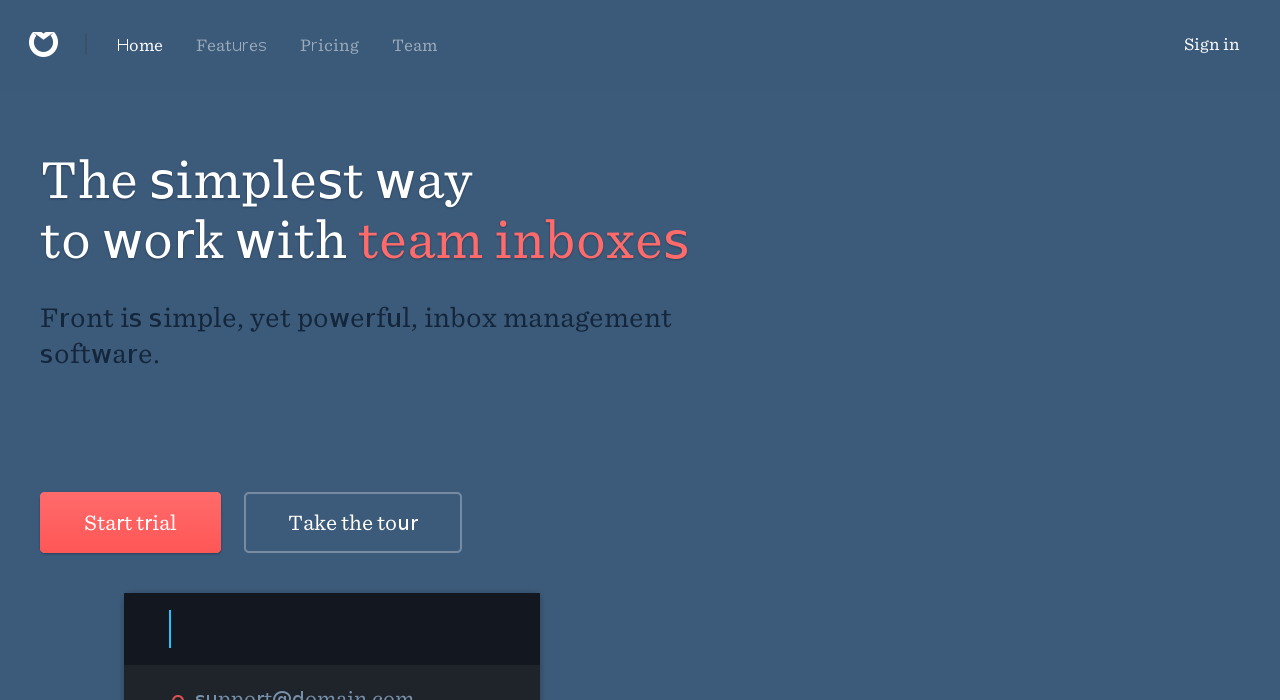 Home Features Pricing Team Sign in
The simplest way
to work with team inboxes
Front is simple, yet powerful, inbox management
software.
Start trial Take the tour
support@domain.com